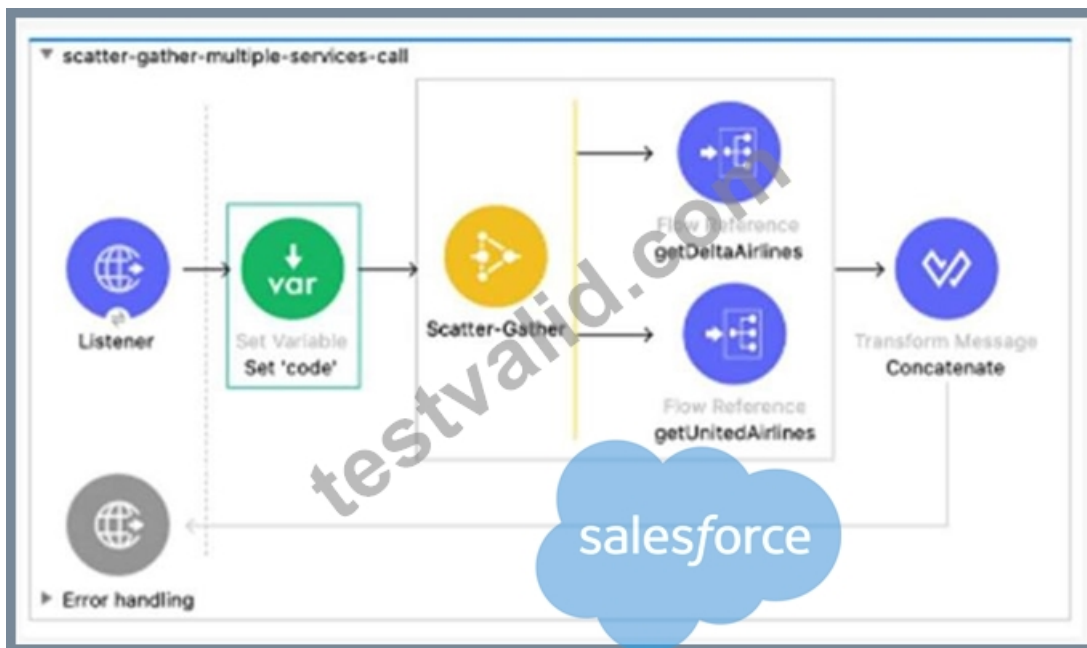 scatter-gather-multiple-services-call
Listener
var
Set Variable
Set 'code'
Scatter-Gather
Flow Reference
getDeltaAirlines
Flow Reference
getUnitedAirlines
Transform Message
Concatenate
Error handling
testvalid.com
salesforce